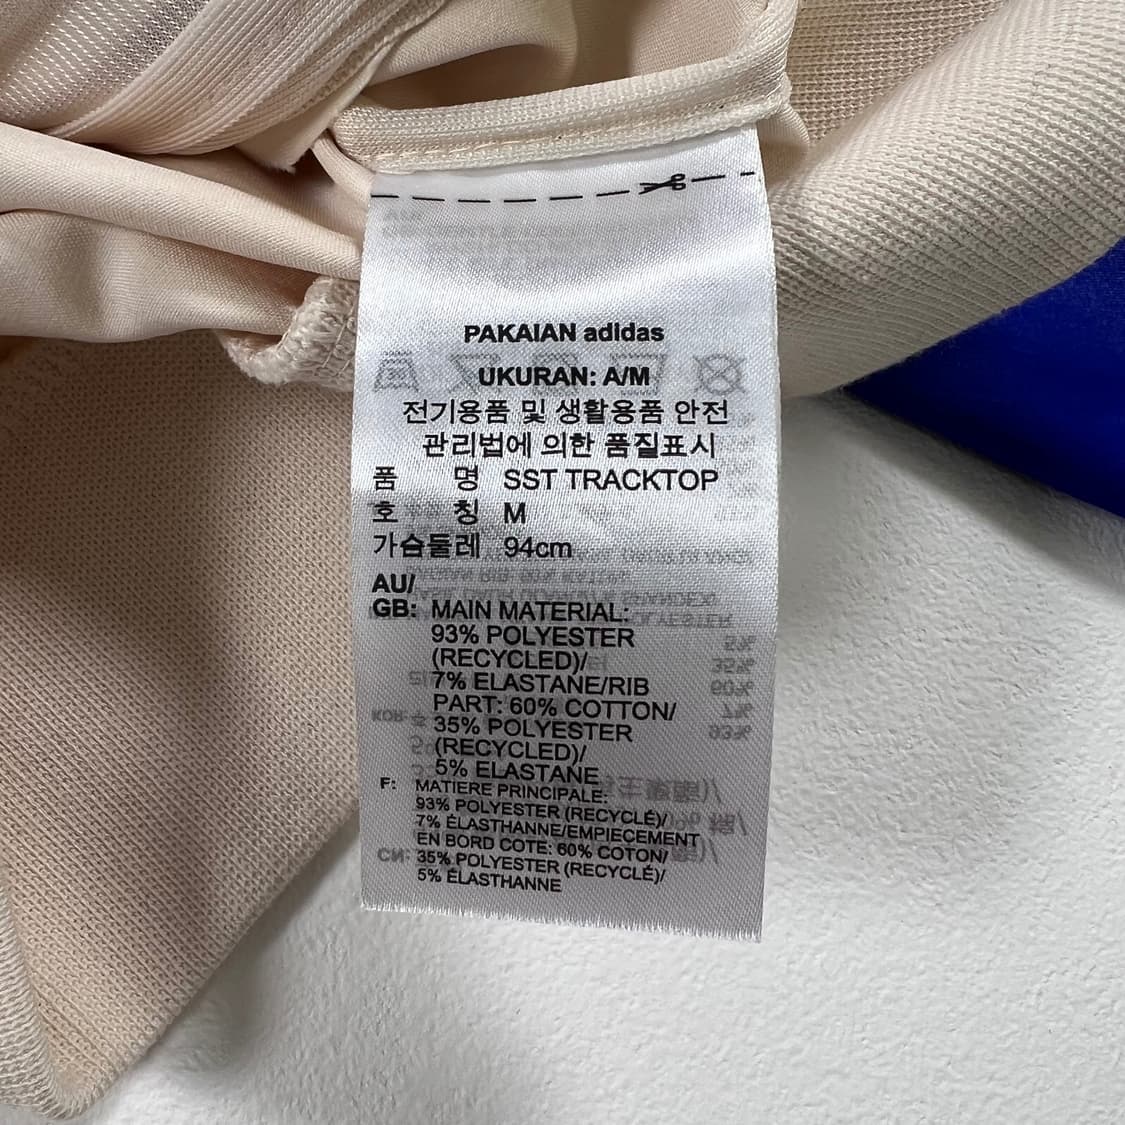 PAKAIAN adidas
UKURAN: A/M
전기용품 및 생활용품 안전
관리법에 의한 품질표시
품 명 SST TRACKTOP
호 칭 M
가슴둘레 94cm
AU/
GB: MAIN MATERIAL:
93% POLYESTER
(RECYCLED)/
7% ELASTANE/RIB
PART: 60% COTTON/
35% POLYESTER
(RECYCLED)/
5% ELASTANE
F: MATIERE PRINCIPALE:
93% POLYESTER (RECYCLÉ)/
7% ÉLASTHANNE/EMPIECEMENT
EN BORD COTE: 60% COTON/
35% POLYESTER (RECYCLÉ)/
5% ÉLASTHANNE
CN: